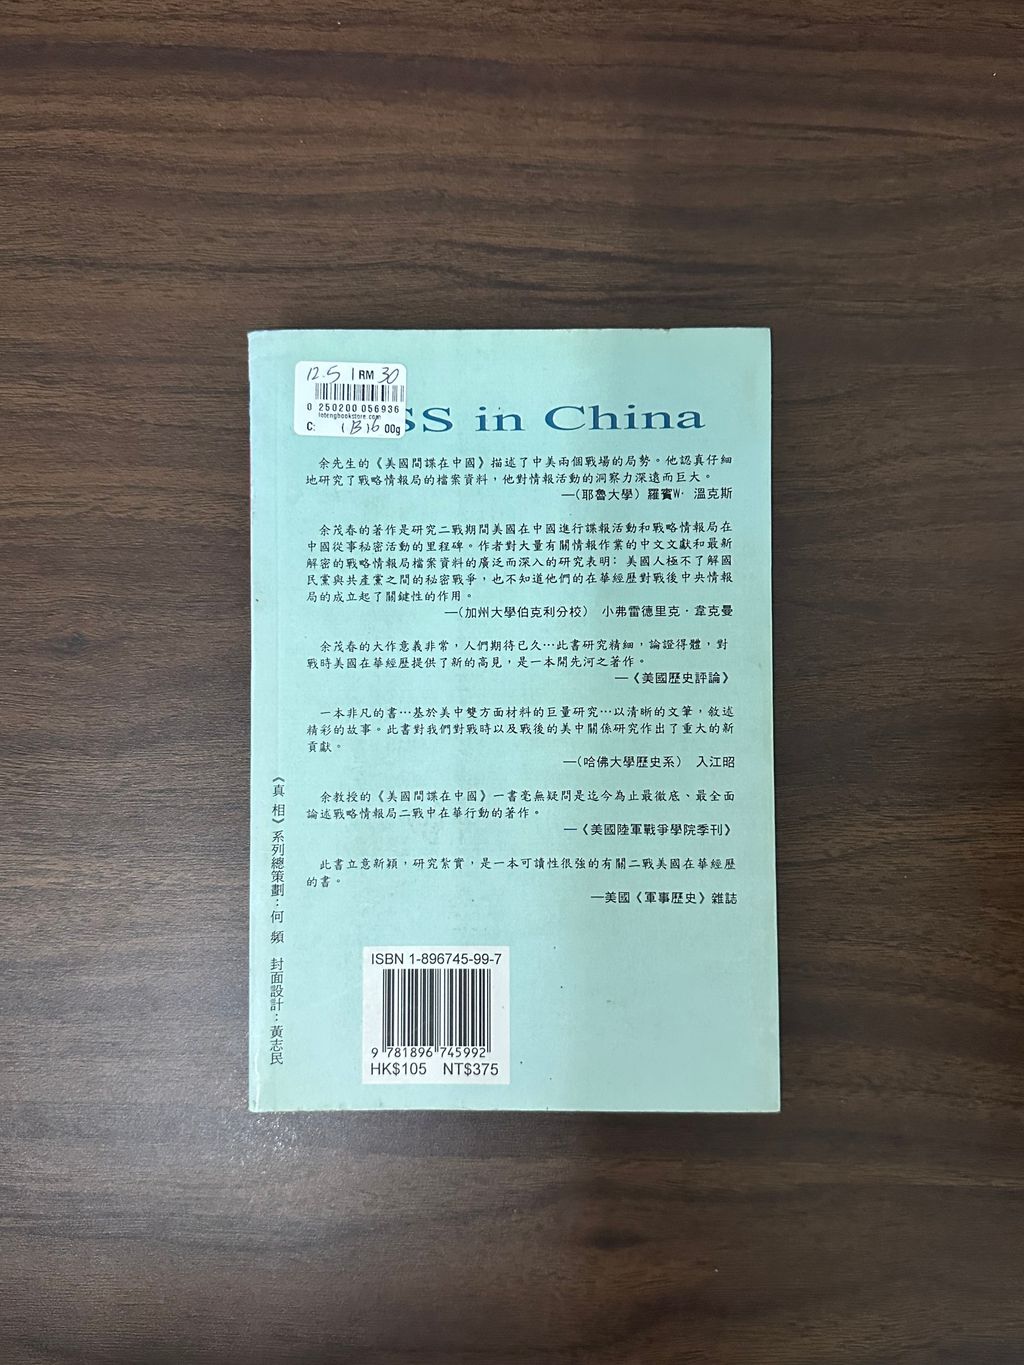 12.5 RM 30
0 250200 056936
lotengbookstore.com
C: (B)6 00g
SS in China
余先生的《美國間諜在中國》描述了中美兩個戰場的局勢。他認真仔細
地研究了戰略情報局的檔案資料，他對情報活動的洞察力深遠而巨大。
—(耶魯大學) 羅賓W· 溫克斯
余茂春的著作是研究二戰期間美國在中國進行諜報活動和戰略情報局在
中國從事秘密活動的里程碑。作者對大量有關情報作業的中文文獻和最新
解密的戰略情報局檔案資料的廣泛而深入的研究表明: 美國人極不了解國
民黨與共產黨之間的秘密戰爭，也不知道他們的在華經歷對戰後中央情報
局的成立起了關鍵性的作用。
—(加州大學伯克利分校) 小弗雷德里克·韋克曼
余茂春的大作意義非常，人們期待已久…此書研究精細，論證得體，對
戰時美國在華經歷提供了新的高見，是一本開先河之著作。
—《美國歷史評論》
一本非凡的書…基於美中雙方面材料的巨量研究…以清晰的文筆，敘述
精彩的故事。此書對我們對戰時以及戰後的美中關係研究作出了重大的新
貢獻。
—(哈佛大學歷史系) 入江昭
余教授的《美國間諜在中國》一書毫無疑問是迄今為止最徹底、最全面
論述戰略情報局二戰中在華行動的著作。
—《美國陸軍戰爭學院季刊》
此書立意新穎，研究紮實，是一本可讀性很強的有關二戰美國在華經歷
的書。
—美國《軍事歷史》雜誌
《真相》系列總策劃：何頻 封面設計：黃志民
ISBN 1-896745-99-7
9 781896 745992
HK$105 NT$375